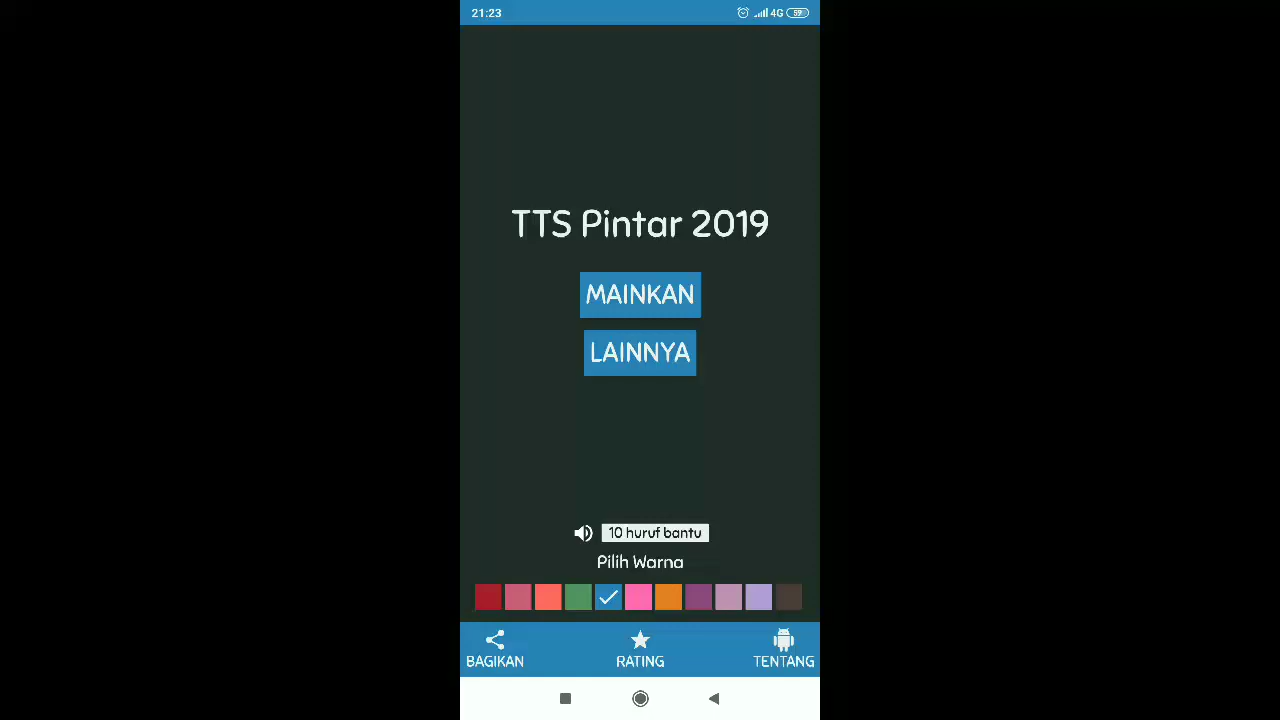 21:23 4G 59
TTS Pintar 2019
MAINKAN
LAINNYA
10 huruf bantu
Pilih Warna
BAGIKAN RATING TENTANG